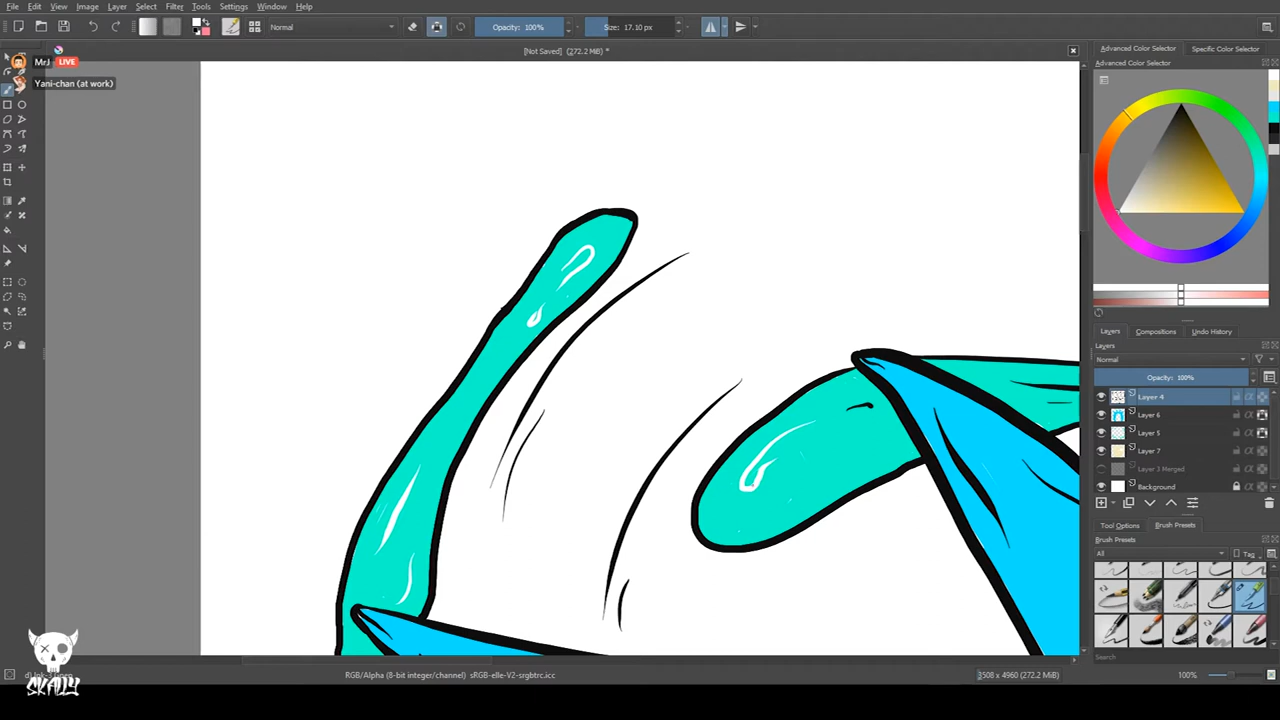 File Edit View Image Layer Select Filter Tools Settings Window Help
Normal
Opacity: 100%
Size: 17.10 px
[Not Saved] (272.2 MiB) *
MrJ LIVE
Yani-chan (at work)
Advanced Color Selector
Specific Color Selector
Advanced Color Selector
Layers
Compositions
Undo History
Layers
Normal
Opacity: 100%
Layer 4
Layer 6
Layer 5
Layer 7
Layer 3 Merged
Background
Tool Options
Brush Presets
Brush Presets
All
Tag
Search
SKALLY
RGB/Alpha (8-bit integer/channel) sRGB-elle-V2-srgbtrc.icc
3508 x 4960 (272.2 MiB)
100%